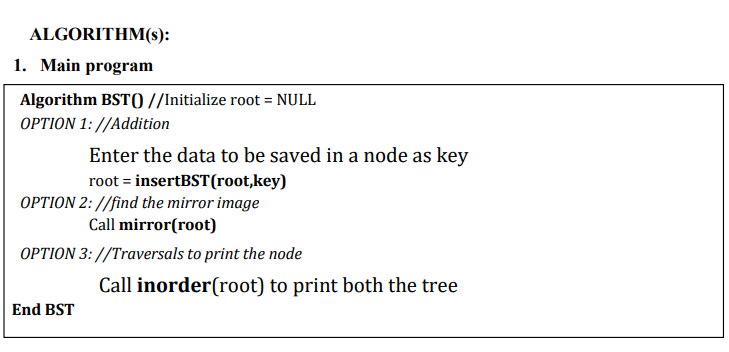 ALGORITHM(s):
1. Main program
Algorithm BST() //Initialize root = NULL
OPTION 1: //Addition
Enter the data to be saved in a node as key
root = insertBST(root,key)
OPTION 2: //find the mirror image
Call mirror(root)
OPTION 3: //Traversals to print the node
Call inorder(root) to print both the tree
End BST